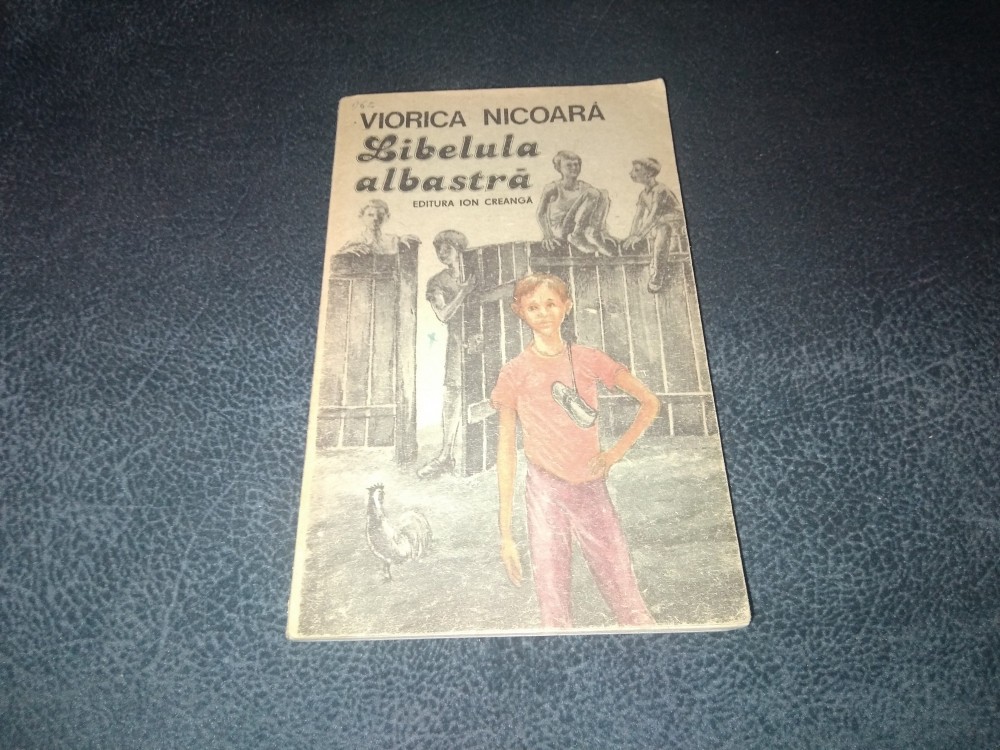 VIORICA NICOARĂ
Libelula
albastră
EDITURA ION CREANGĂ